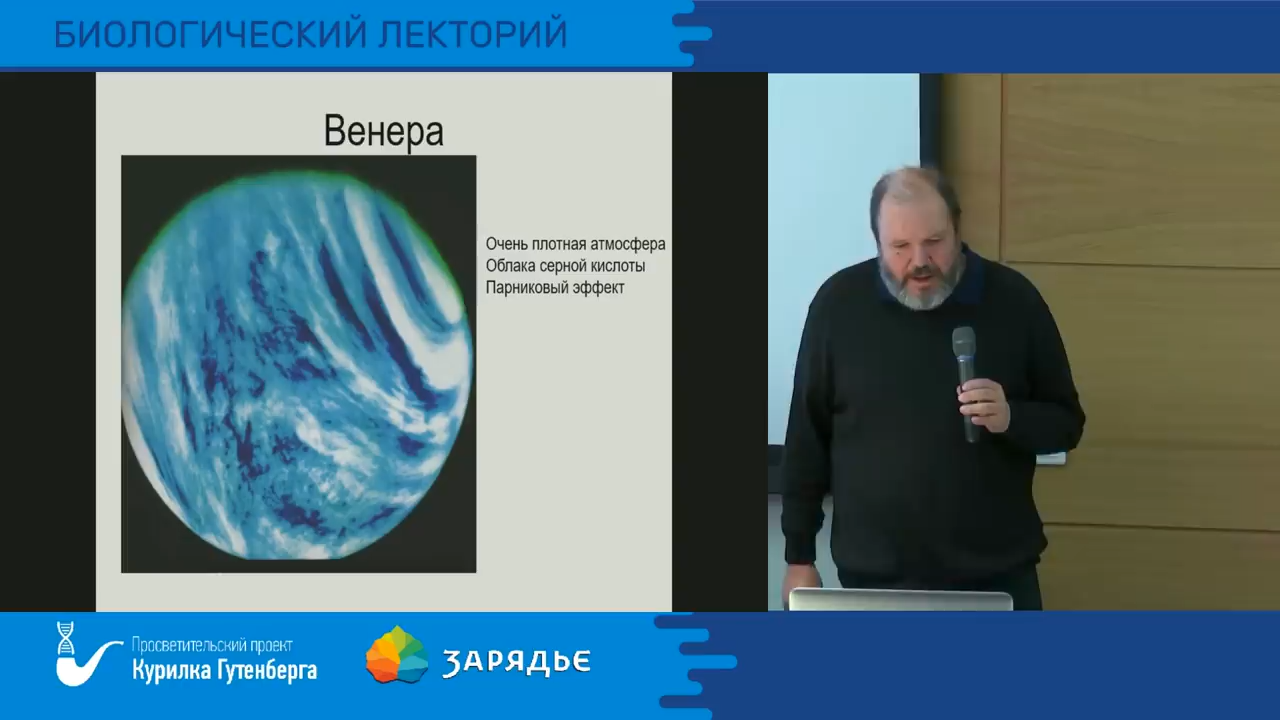 БИОЛОГИЧЕСКИЙ ЛЕКТОРИЙ
Венера
Очень плотная атмосфера
Облака серной кислоты
Парниковый эффект
Просветительский проект
Курилка Гутенберга
ЗАРЯДЬЕ